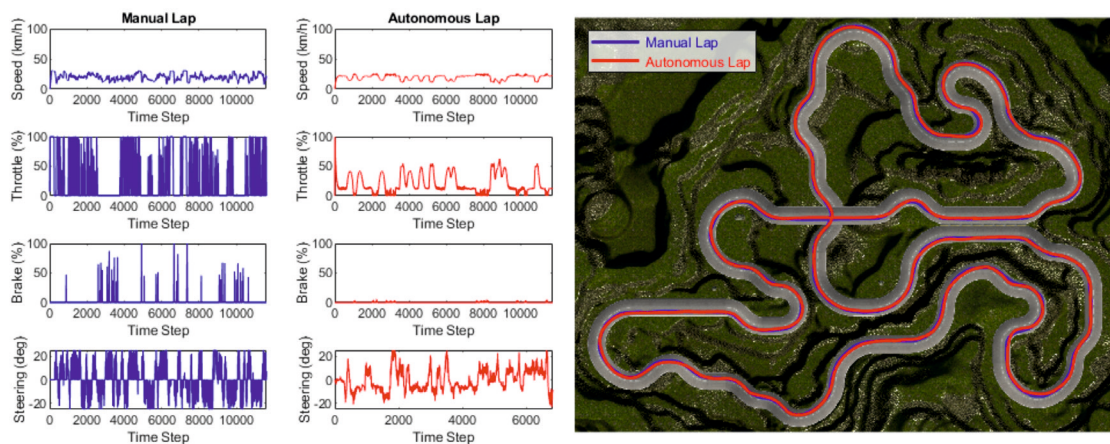 Manual Lap
Speed (km/h)
100
50
0
0 2000 4000 6000 8000 10000
Time Step
Throttle (%)
100
50
0
0 2000 4000 6000 8000 10000
Time Step
Brake (%)
100
50
0
0 2000 4000 6000 8000 10000
Time Step
Steering (deg)
20
0
-20
0 2000 4000 6000 8000 10000
Time Step
Autonomous Lap
Speed (km/h)
100
50
0
0 2000 4000 6000 8000 10000
Time Step
Throttle (%)
100
50
0
0 2000 4000 6000 8000 10000
Time Step
Brake (%)
100
50
0
0 2000 4000 6000 8000 10000
Time Step
Steering (deg)
20
0
-20
0 2000 4000 6000
Time Step
Manual Lap
Autonomous Lap